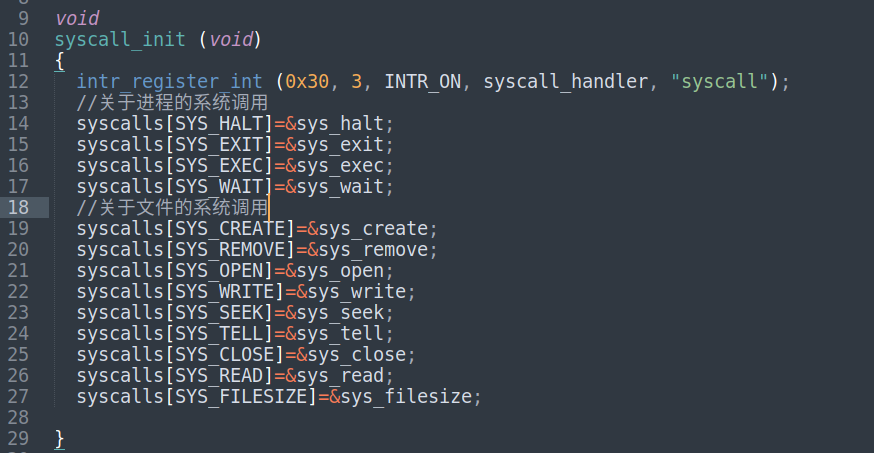 9 void
10 syscall_init (void)
11 {
12   intr_register_int (0x30, 3, INTR_ON, syscall_handler, "syscall");
13   //关于进程的系统调用
14   syscalls[SYS_HALT]=&sys_halt;
15   syscalls[SYS_EXIT]=&sys_exit;
16   syscalls[SYS_EXEC]=&sys_exec;
17   syscalls[SYS_WAIT]=&sys_wait;
18   //关于文件的系统调用
19   syscalls[SYS_CREATE]=&sys_create;
20   syscalls[SYS_REMOVE]=&sys_remove;
21   syscalls[SYS_OPEN]=&sys_open;
22   syscalls[SYS_WRITE]=&sys_write;
23   syscalls[SYS_SEEK]=&sys_seek;
24   syscalls[SYS_TELL]=&sys_tell;
25   syscalls[SYS_CLOSE]=&sys_close;
26   syscalls[SYS_READ]=&sys_read;
27   syscalls[SYS_FILESIZE]=&sys_filesize;
28
29 }